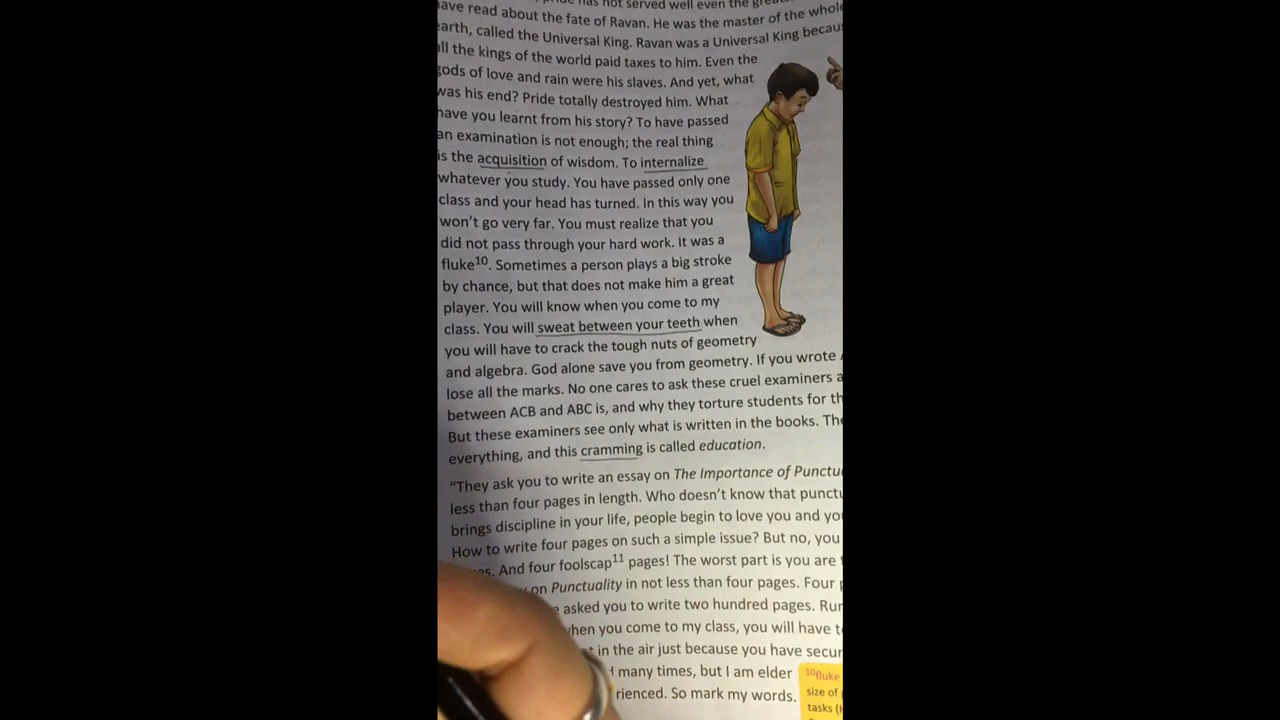 has not served well even the
have read about the fate of Ravan. He was the master of the whole
earth, called the Universal King. Ravan was a Universal King becau
all the kings of the world paid taxes to him. Even the
gods of love and rain were his slaves. And yet, what
was his end? Pride totally destroyed him. What
have you learnt from his story? To have passed
an examination is not enough; the real thing
is the acquisition of wisdom. To internalize
whatever you study. You have passed only one
class and your head has turned. In this way you
won't go very far. You must realize that you
did not pass through your hard work. It was a
fluke10. Sometimes a person plays a big stroke
by chance, but that does not make him a great
player. You will know when you come to my
class. You will sweat between your teeth when
you will have to crack the tough nuts of geometry
and algebra. God alone save you from geometry. If you wrote
lose all the marks. No one cares to ask these cruel examiners a
between ACB and ABC is, and why they torture students for th
But these examiners see only what is written in the books. The
everything, and this cramming is called education.
"They ask you to write an essay on The Importance of Punctu
less than four pages in length. Who doesn't know that punctu
brings discipline in your life, people begin to love you and yo
How to write four pages on such a simple issue? But no, you
And four foolscap11 pages! The worst part is you are
on Punctuality in not less than four pages. Four p
asked you to write two hundred pages. Run
when you come to my class, you will have to
in the air just because you have secur
many times, but I am elder
rienced. So mark my words.
10fluke
size of
tasks (